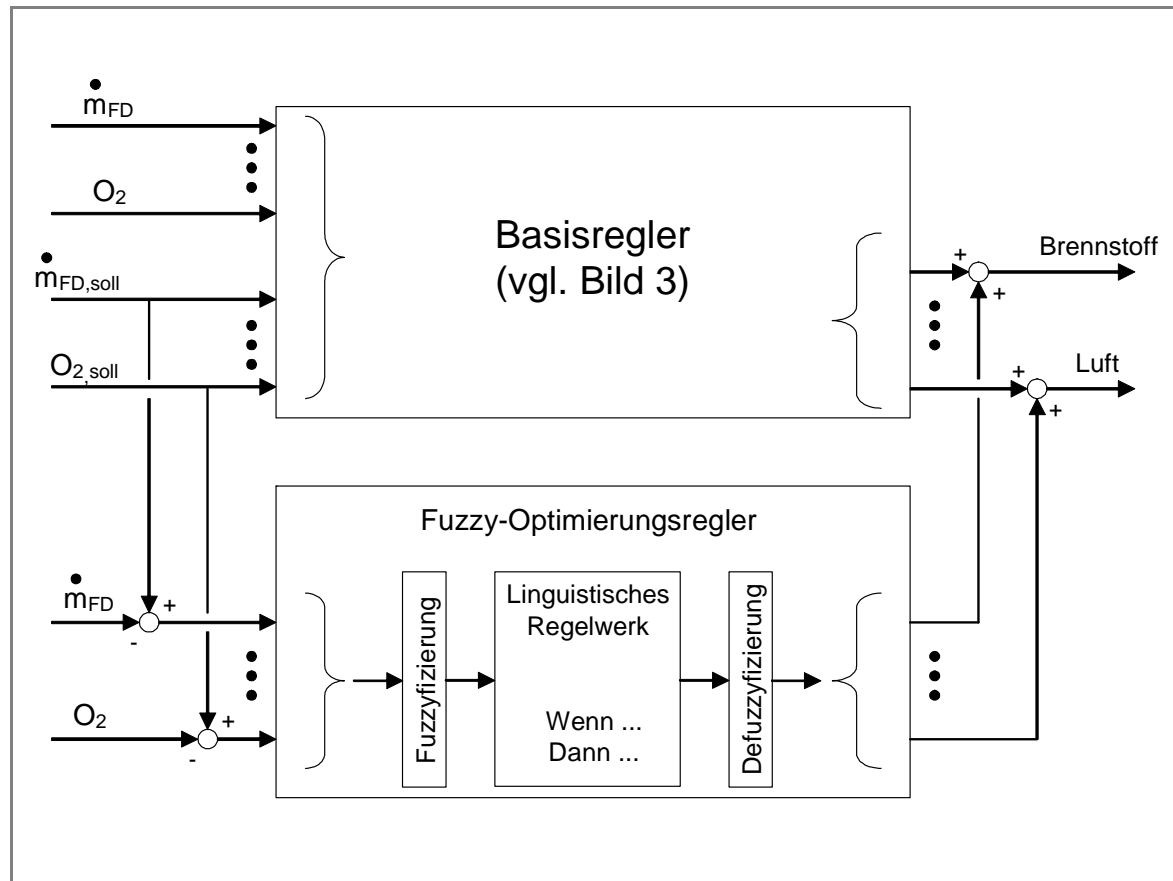 ṁFD
O2
ṁFD,soll
O2,soll
Basisregler
(vgl. Bild 3)
+
+
Brennstoff
+
+
Luft
Fuzzy-Optimierungsregler
ṁFD
+
-
O2
+
-
Fuzzyfizierung
Linguistisches
Regelwerk
Wenn ...
Dann ...
Defuzzyfizierung